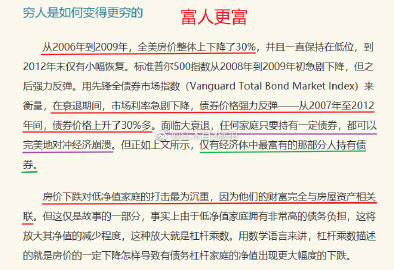 穷人是如何变得更穷的
富人更富
从2006年到2009年，全美房价整体上下降了30%，并且一直保持在低位，到
2012年末仅有小幅恢复。标准普尔500指数从2008年到2009年初急剧下降，但之
后强力反弹。用先锋全债券市场指数（Vanguard Total Bond Market Index）来
衡量，在衰退期间，市场利率急剧下降，债券价格强力反弹——从2007年至2012
年间，债券价格上升了30%多。面临大衰退，任何家庭只要持有一定债券，都可以
完美地对冲经济崩溃。但正如上文所示，仅有经济体中最富有的那部分人持有债
券。
房价下跌对低净值家庭的打击最为沉重，因为他们的财富完全与房屋资产相关
联。但这仅是故事的一部分，事实上由于低净值家庭拥有非常高的债务负担，这将
放大其净值的减少程度，这种放大就是杠杆乘数。用数学语言来讲，杠杆乘数描述
的就是房价的一定下降怎样导致有债务杠杆家庭的净值出现更大幅度的下跌。